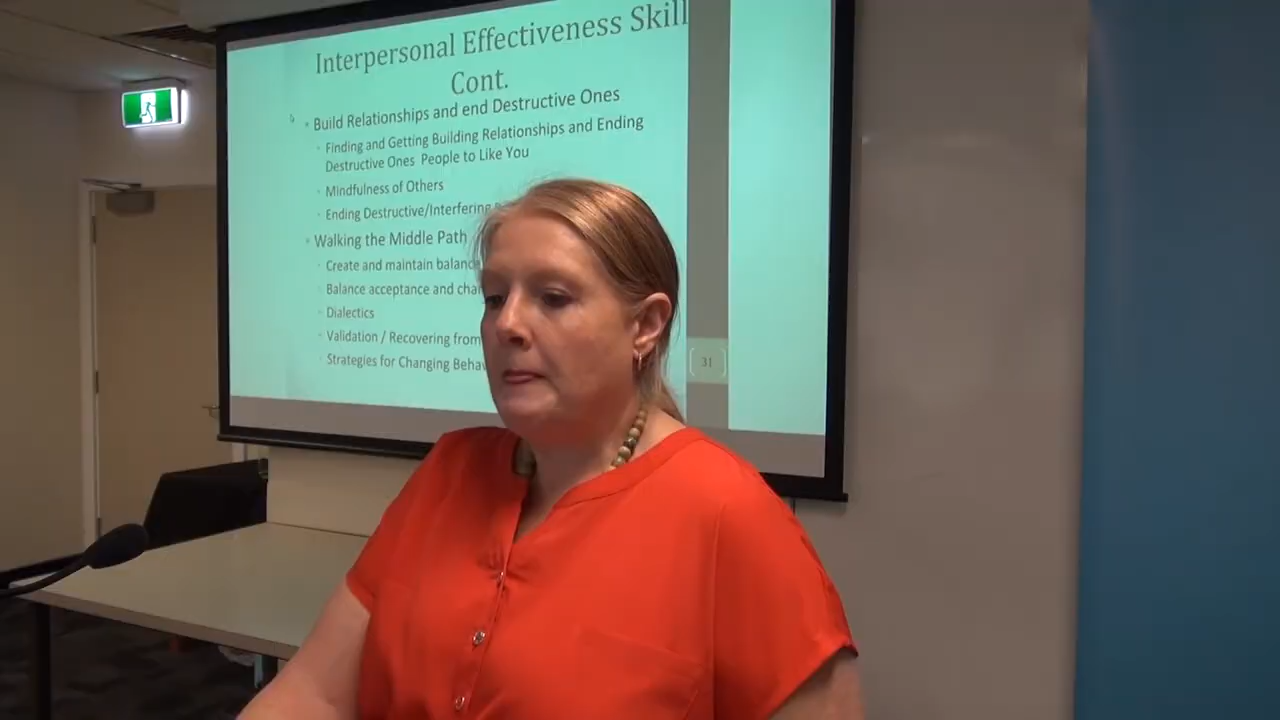 Interpersonal Effectiveness Skill
Cont.
Build Relationships and end Destructive Ones
Finding and Getting Building Relationships and Ending
Destructive Ones People to Like You
Mindfulness of Others
Ending Destructive/Interfering
Walking the Middle Path
Create and maintain balance
Balance acceptance and
Dialectics
Validation / Recovering from
Strategies for Changing
31